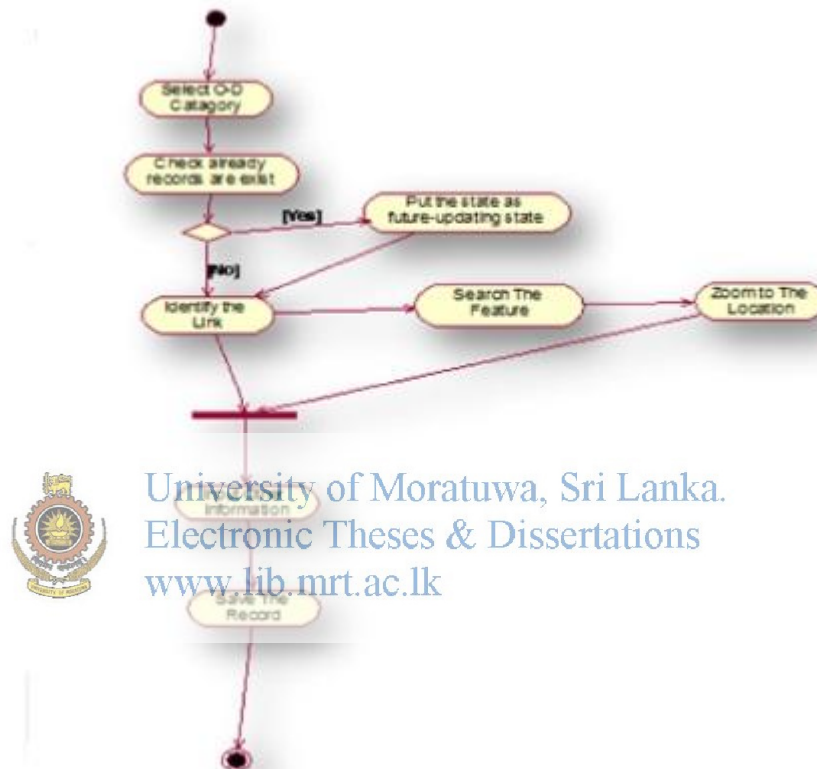 Select O-D
Catagory
Check already
records are exist
[Yes]
Put the state as
future-updating state
[No]
Identify the
Link
Search The
Feature
Zoom to The
Location
Information
University of Moratuwa, Sri Lanka.
Electronic Theses & Dissertations
www.lib.mrt.ac.lk
Save The
Record